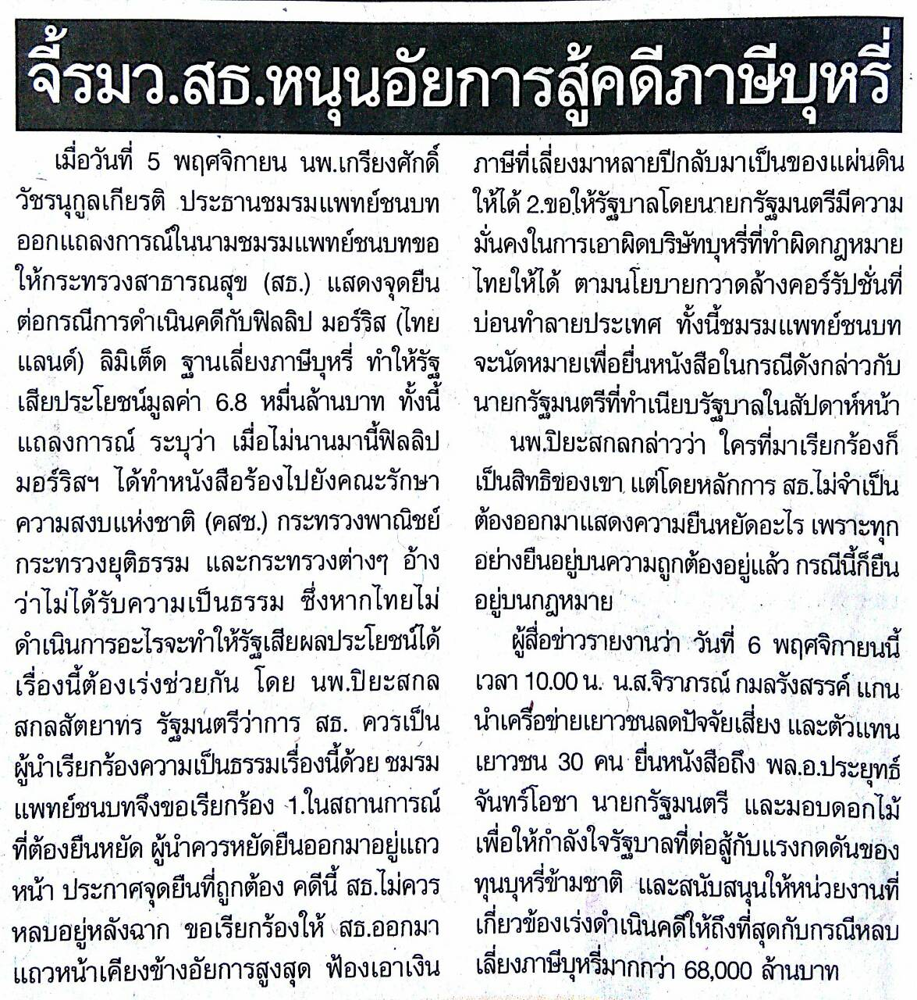 จี้รมว.สธ.หนุนอัยการสู้คดีภาษีบุหรี่
เมื่อวันที่ 5 พฤศจิกายน นพ.เกรียงศักดิ์
วัชรนุกูลเกียรติ ประธานชมรมแพทย์ชนบท
ออกแถลงการณ์ในนามชมรมแพทย์ชนบทขอ
ให้กระทรวงสาธารณสุข (สธ.) แสดงจุดยืน
ต่อกรณีการดำเนินคดีกับฟิลลิป มอร์ริส (ไทย
แลนด์) ลิมิเต็ด ฐานเลี่ยงภาษีบุหรี่ ทำให้รัฐ
เสียประโยชน์มูลค่า 6.8 หมื่นล้านบาท ทั้งนี้
แถลงการณ์ ระบุว่า เมื่อไม่นานมานี้ฟิลลิป
มอร์ริสฯ ได้ทำหนังสือร้องไปยังคณะรักษา
ความสงบแห่งชาติ (คสช.) กระทรวงพาณิชย์
กระทรวงยุติธรรม และกระทรวงต่างๆ อ้าง
ว่าไม่ได้รับความเป็นธรรม ซึ่งหากไทยไม่
ดำเนินการอะไรจะทำให้รัฐเสียผลประโยชน์ได้
เรื่องนี้ต้องเร่งช่วยกัน โดย นพ.ปิยะสกล
สกลสัตยาทร รัฐมนตรีว่าการ สธ. ควรเป็น
ผู้นำเรียกร้องความเป็นธรรมเรื่องนี้ด้วย ชมรม
แพทย์ชนบทจึงขอเรียกร้อง 1.ในสถานการณ์
ที่ต้องยืนหยัด ผู้นำควรหยัดยืนออกมาอยู่แถว
หน้า ประกาศจุดยืนที่ถูกต้อง คดีนี้ สธ.ไม่ควร
หลบอยู่หลังฉาก ขอเรียกร้องให้ สธ.ออกมา
แถวหน้าเคียงข้างอัยการสูงสุด ฟ้องเอาเงิน
ภาษีที่เลี่ยงมาหลายปีกลับมาเป็นของแผ่นดิน
ให้ได้ 2.ขอให้รัฐบาลโดยนายกรัฐมนตรีมีความ
มั่นคงในการเอาผิดบริษัทบุหรี่ที่ทำผิดกฎหมาย
ไทยให้ได้ ตามนโยบายกวาดล้างคอร์รัปชั่นที่
บ่อนทำลายประเทศ ทั้งนี้ชมรมแพทย์ชนบท
จะนัดหมายเพื่อยื่นหนังสือในกรณีดังกล่าวกับ
นายกรัฐมนตรีที่ทำเนียบรัฐบาลในสัปดาห์หน้า
นพ.ปิยะสกลกล่าวว่า ใครที่มาเรียกร้องก็
เป็นสิทธิของเขา แต่โดยหลักการ สธ.ไม่จำเป็น
ต้องออกมาแสดงความยืนหยัดอะไร เพราะทุก
อย่างยืนอยู่บนความถูกต้องอยู่แล้ว กรณีนี้ก็ยืน
อยู่บนกฎหมาย
ผู้สื่อข่าวรายงานว่า วันที่ 6 พฤศจิกายนนี้
เวลา 10.00 น. น.ส.จิราภรณ์ กมลรังสรรค์ แกน
นำเครือข่ายเยาวชนลดปัจจัยเสี่ยง และตัวแทน
เยาวชน 30 คน ยื่นหนังสือถึง พล.อ.ประยุทธ์
จันทร์โอชา นายกรัฐมนตรี และมอบดอกไม้
เพื่อให้กำลังใจรัฐบาลที่ต่อสู้กับแรงกดดันของ
ทุนบุหรี่ข้ามชาติ และสนับสนุนให้หน่วยงานที่
เกี่ยวข้องเร่งดำเนินคดีให้ถึงที่สุดกับกรณีหลบ
เลี่ยงภาษีบุหรี่มากกว่า 68,000 ล้านบาท